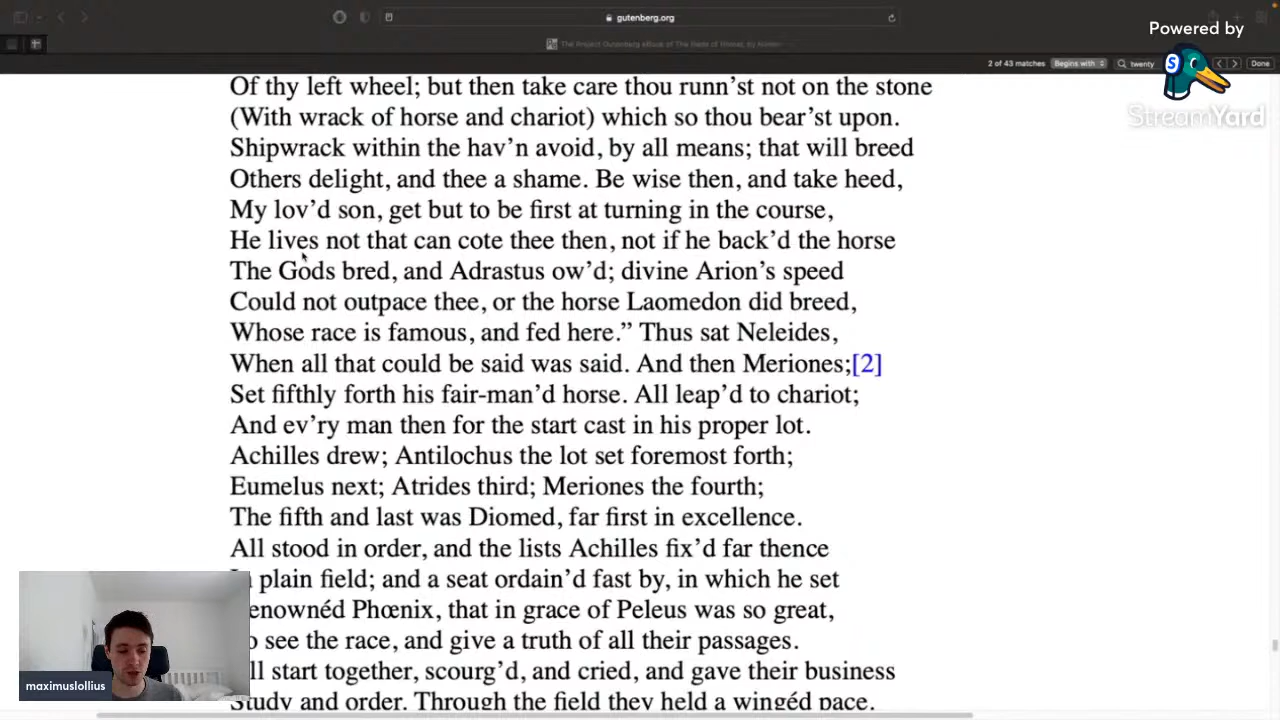 gutenberg.org
Powered by
The Project Gutenberg eBook of The Iliads of Homer, by Homer
2 of 43 matches
Begins with
twenty
Done
S
StreamYard
Of thy left wheel; but then take care thou runn’st not on the stone
(With wrack of horse and chariot) which so thou bear’st upon.
Shipwrack within the hav’n avoid, by all means; that will breed
Others delight, and thee a shame. Be wise then, and take heed,
My lov’d son, get but to be first at turning in the course,
He lives not that can cote thee then, not if he back’d the horse
The Gods bred, and Adrastus ow’d; divine Arion’s speed
Could not outpace thee, or the horse Laomedon did breed,
Whose race is famous, and fed here.” Thus sat Neleides,
When all that could be said was said. And then Meriones;[2]
Set fifthly forth his fair-man’d horse. All leap’d to chariot;
And ev’ry man then for the start cast in his proper lot.
Achilles drew; Antilochus the lot set foremost forth;
Eumelus next; Atrides third; Meriones the fourth;
The fifth and last was Diomed, far first in excellence.
All stood in order, and the lists Achilles fix’d far thence
plain field; and a seat ordain’d fast by, in which he set
enownéd Phœnix, that in grace of Peleus was so great,
see the race, and give a truth of all their passages.
ll start together, scourg’d, and cried, and gave their business
Study and order. Through the field they held a wingéd pace.
maximuslollius